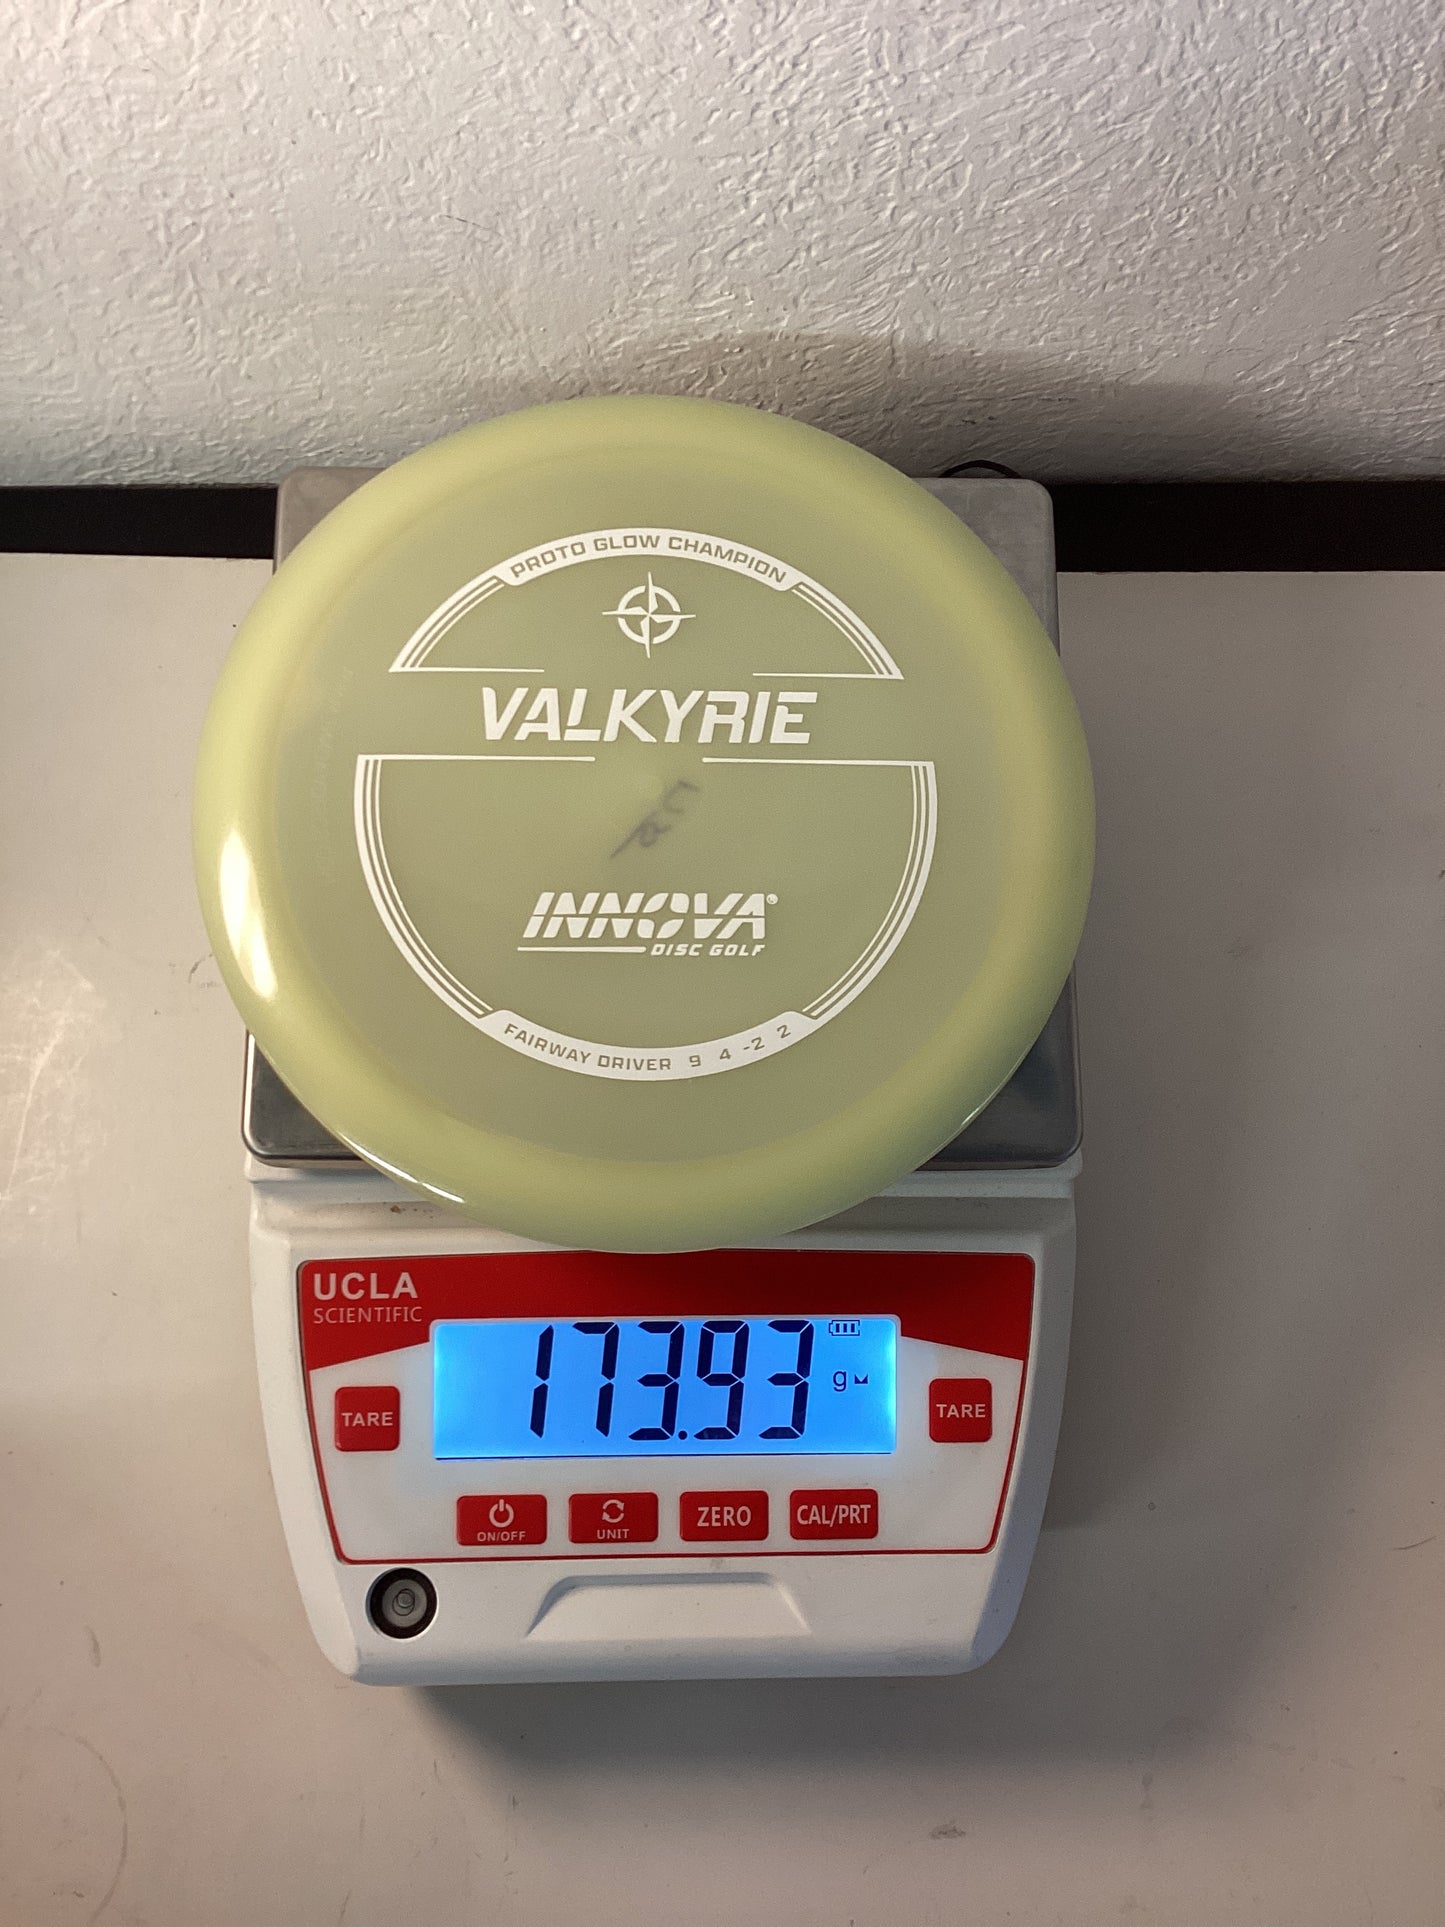 PROTO GLOW CHAMPION
VALKYRIE
INNOVA®
DISC GOLF
FAIRWAY DRIVER 9 4 -2 2
UCLA
SCIENTIFIC
173.93 g
TARE
TARE
ON/OFF
UNIT
ZERO
CAL/PRT